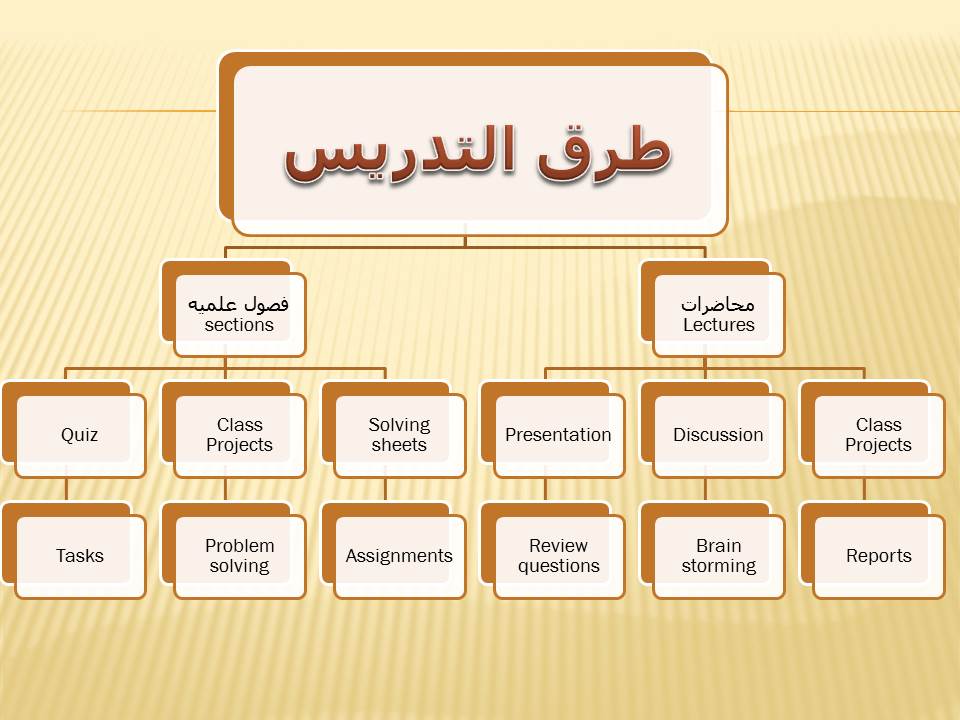 طرق التدريس
فصول علميه
sections
محاضرات
Lectures
Quiz
Class
Projects
Solving
sheets
Presentation
Discussion
Class
Projects
Tasks
Problem
solving
Assignments
Review
questions
Brain
storming
Reports